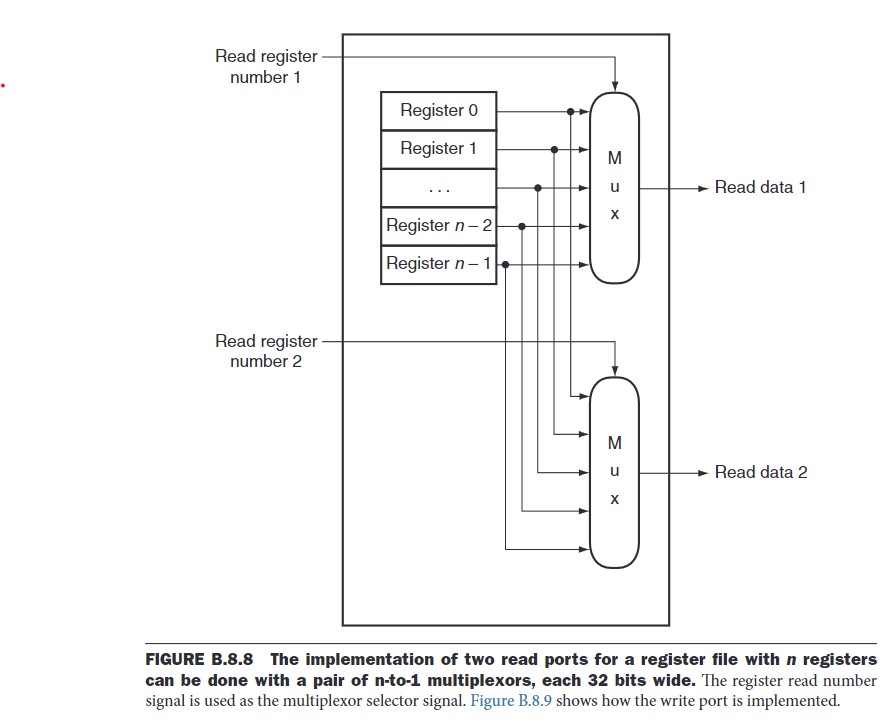 Read register
number 1
Register 0
Register 1
. . .
Register n – 2
Register n – 1
M
u
x
Read data 1
Read register
number 2
M
u
x
Read data 2
FIGURE B.8.8 The implementation of two read ports for a register file with n registers
can be done with a pair of n-to-1 multiplexors, each 32 bits wide. The register read number
signal is used as the multiplexor selector signal. Figure B.8.9 shows how the write port is implemented.